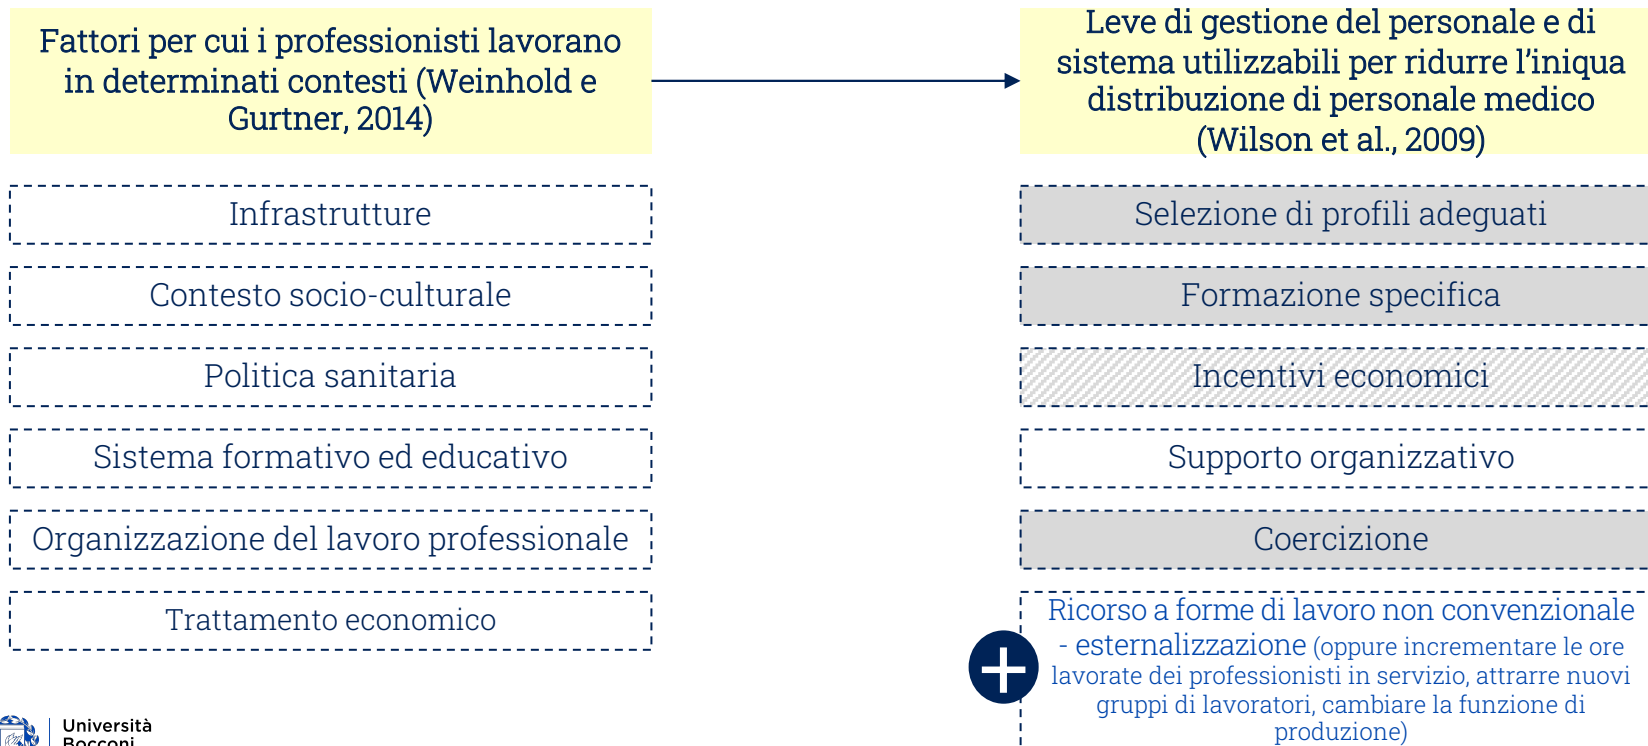 Fattori per cui i professionisti lavorano
in determinati contesti (Weinhold e
Gurtner, 2014)
Leve di gestione del personale e di
sistema utilizzabili per ridurre l’iniqua
distribuzione di personale medico
(Wilson et al., 2009)
Infrastrutture
Contesto socio-culturale
Politica sanitaria
Sistema formativo ed educativo
Organizzazione del lavoro professionale
Trattamento economico
Selezione di profili adeguati
Formazione specifica
Incentivi economici
Supporto organizzativo
Coercizione
+
Ricorso a forme di lavoro non convenzionale
- esternalizzazione (oppure incrementare le ore
lavorate dei professionisti in servizio, attrarre nuovi
gruppi di lavoratori, cambiare la funzione di
produzione)
Università
Bocconi